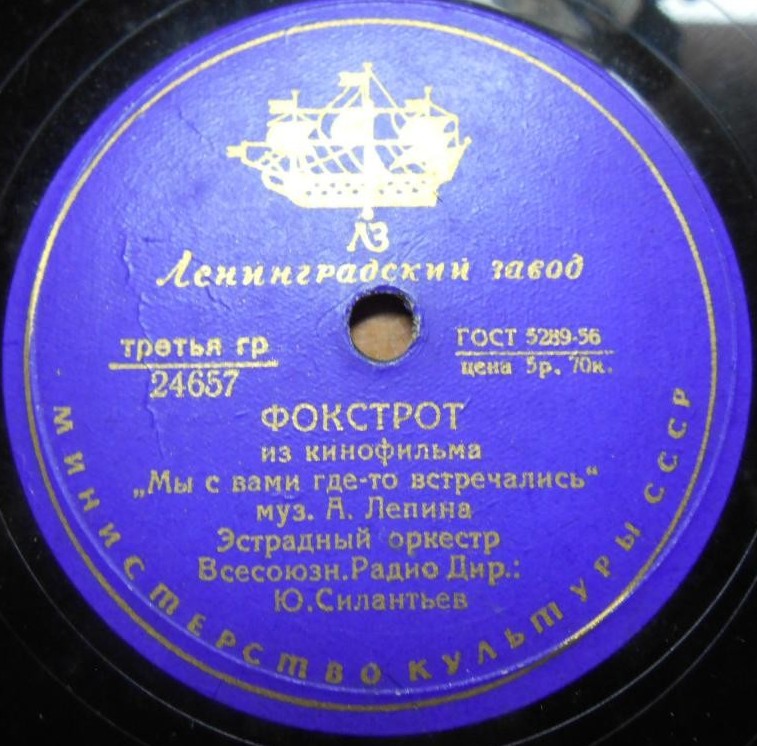 ЛЗ
Ленинградский завод
третья гр
24657
ГОСТ 5289-56
цена 5р. 70к.
ФОКСТРОТ
из кинофильма
„Мы с вами где-то встречались“
муз. А. Лепина
Эстрадный оркестр
Всесоюзн.Радио Дир.:
Ю.Силантьев
МИНИСТЕРСТВО КУЛЬТУРЫ СССР